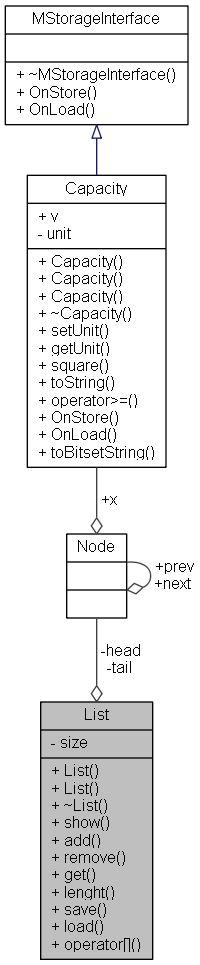 MStorageInterface
+ ~MStorageInterface()
+ OnStore()
+ OnLoad()
Capacity
+ v
- unit
+ Capacity()
+ Capacity()
+ Capacity()
+ ~Capacity()
+ setUnit()
+ getUnit()
+ square()
+ toString()
+ operator>=()
+ OnStore()
+ OnLoad()
+ toBitsetString()
+x
Node
+prev
+next
-head
-tail
List
- size
+ List()
+ List()
+ ~List()
+ show()
+ add()
+ remove()
+ get()
+ lenght()
+ save()
+ load()
+ operator[]()